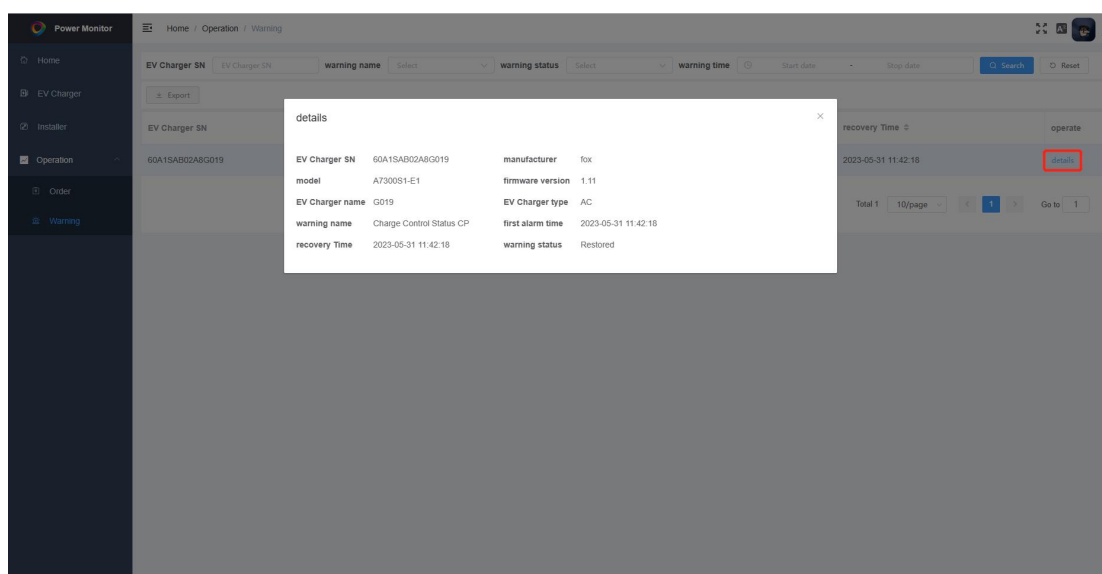 Power Monitor
Home / Operation / Warning
Home
EV Charger
Installer
Operation
Order
Warning
EV Charger SN EV Charger SN warning name Select warning status Select warning time Start date - Stop date Search Reset
Export
EV Charger SN recovery Time operate
60A1SAB02A8G019 2023-05-31 11:42:18 details
Total 1 10/page 1 Go to 1
details
EV Charger SN 60A1SAB02A8G019 manufacturer fox
model A7300S1-E1 firmware version 1.11
EV Charger name G019 EV Charger type AC
warning name Charge Control Status CP first alarm time 2023-05-31 11:42:18
recovery Time 2023-05-31 11:42:18 warning status Restored